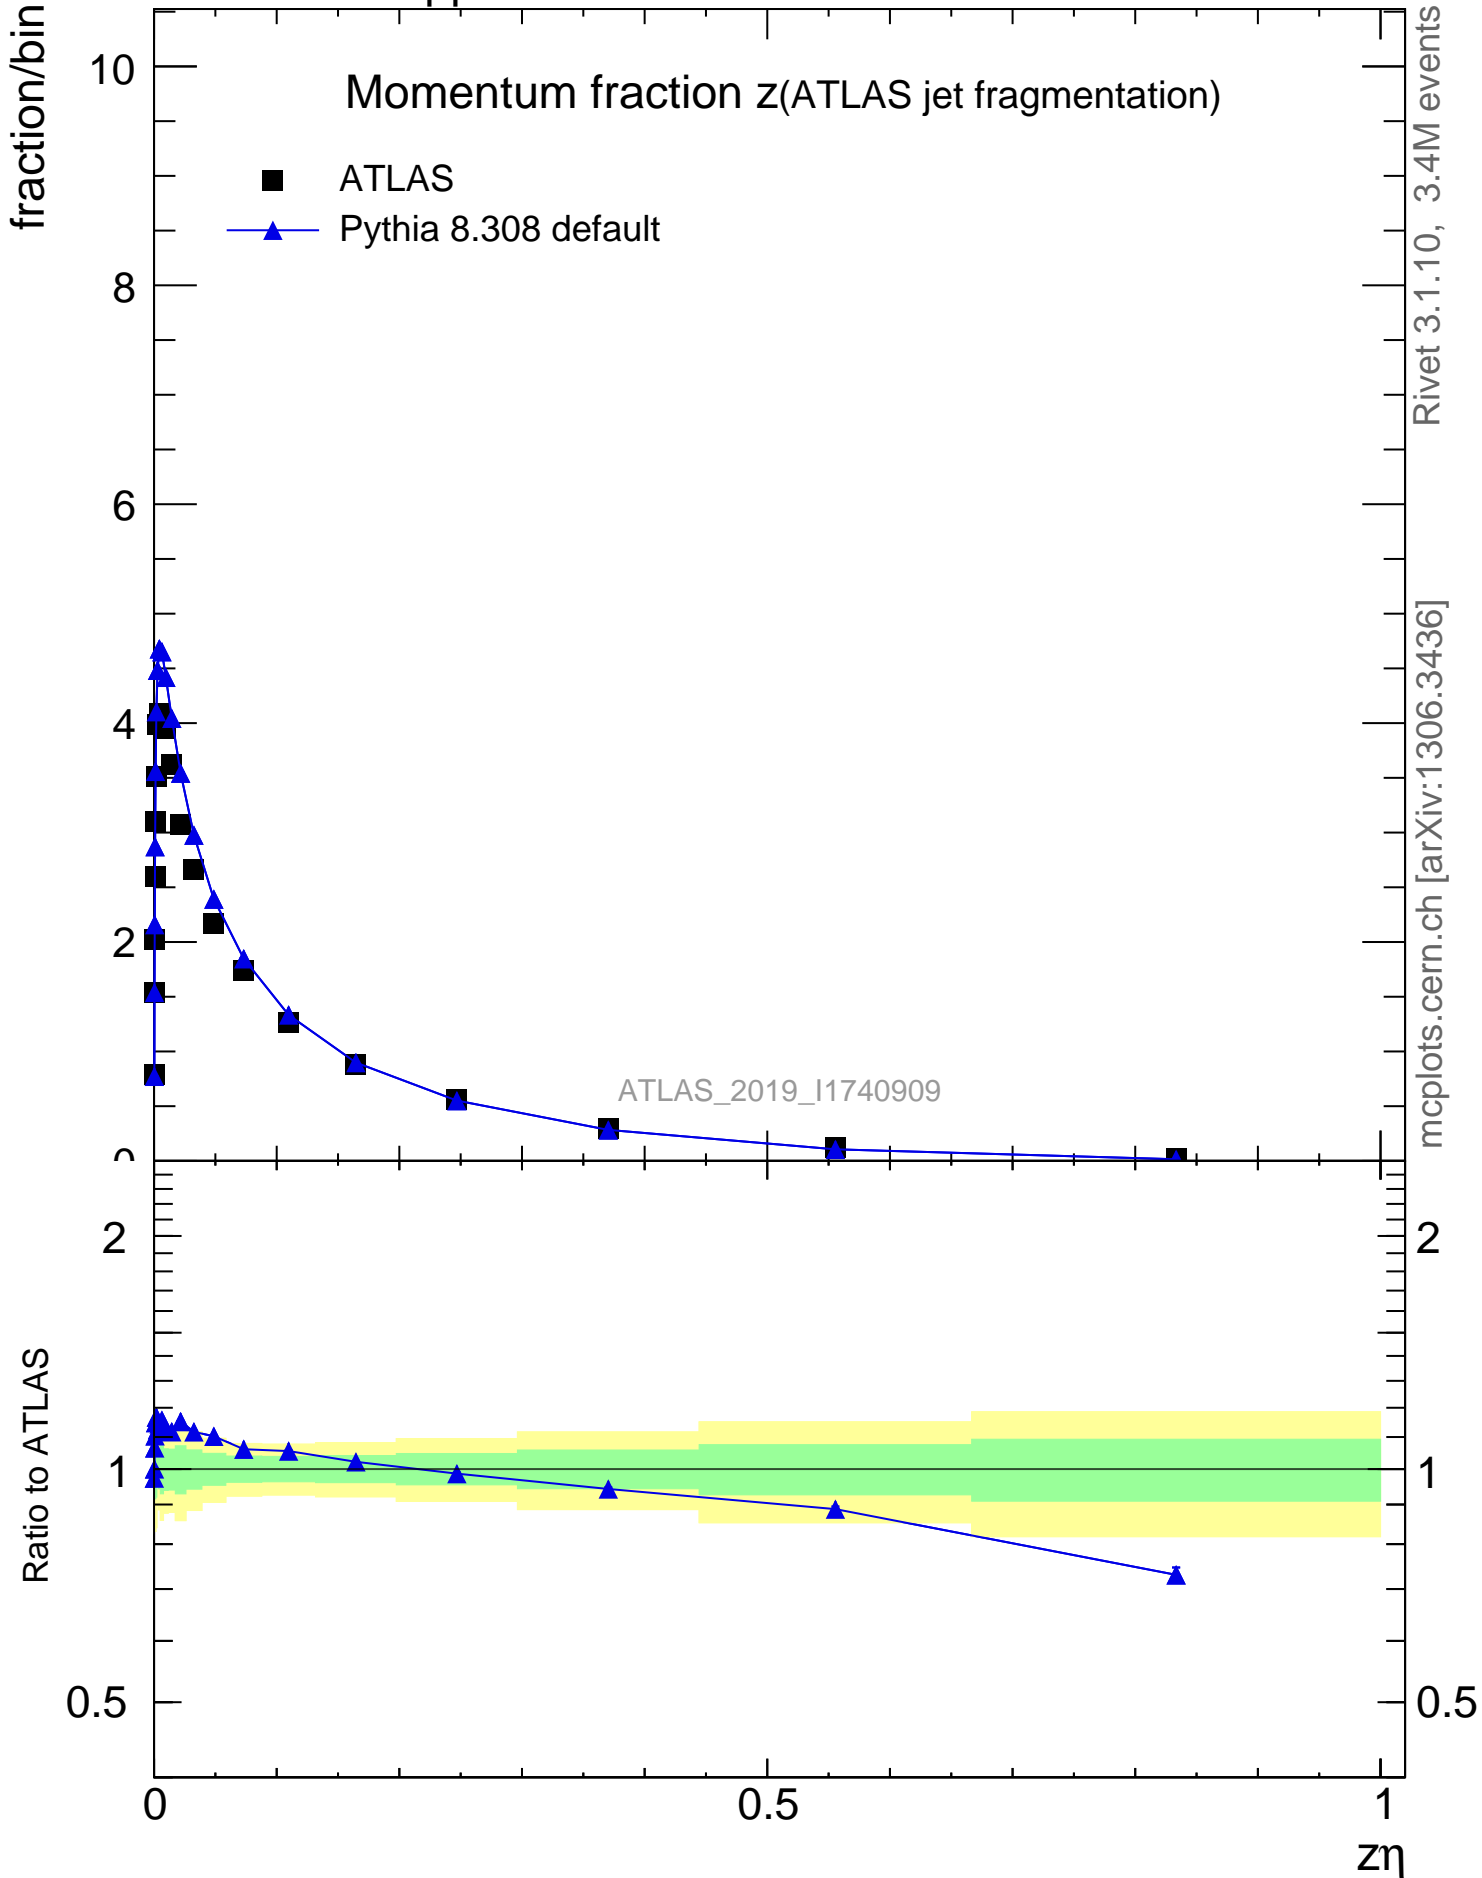 fraction/bin
10
Momentum fraction z(ATLAS jet fragmentation)
ATLAS
Pythia 8.308 default
8
6
4
2
0
ATLAS_2019_I1740909
Rivet 3.1.10, 3.4M events
mcplots.cern.ch [arXiv:1306.3436]
Ratio to ATLAS
2
2
1
1
0.5
0.5
0
0.5
1
zη